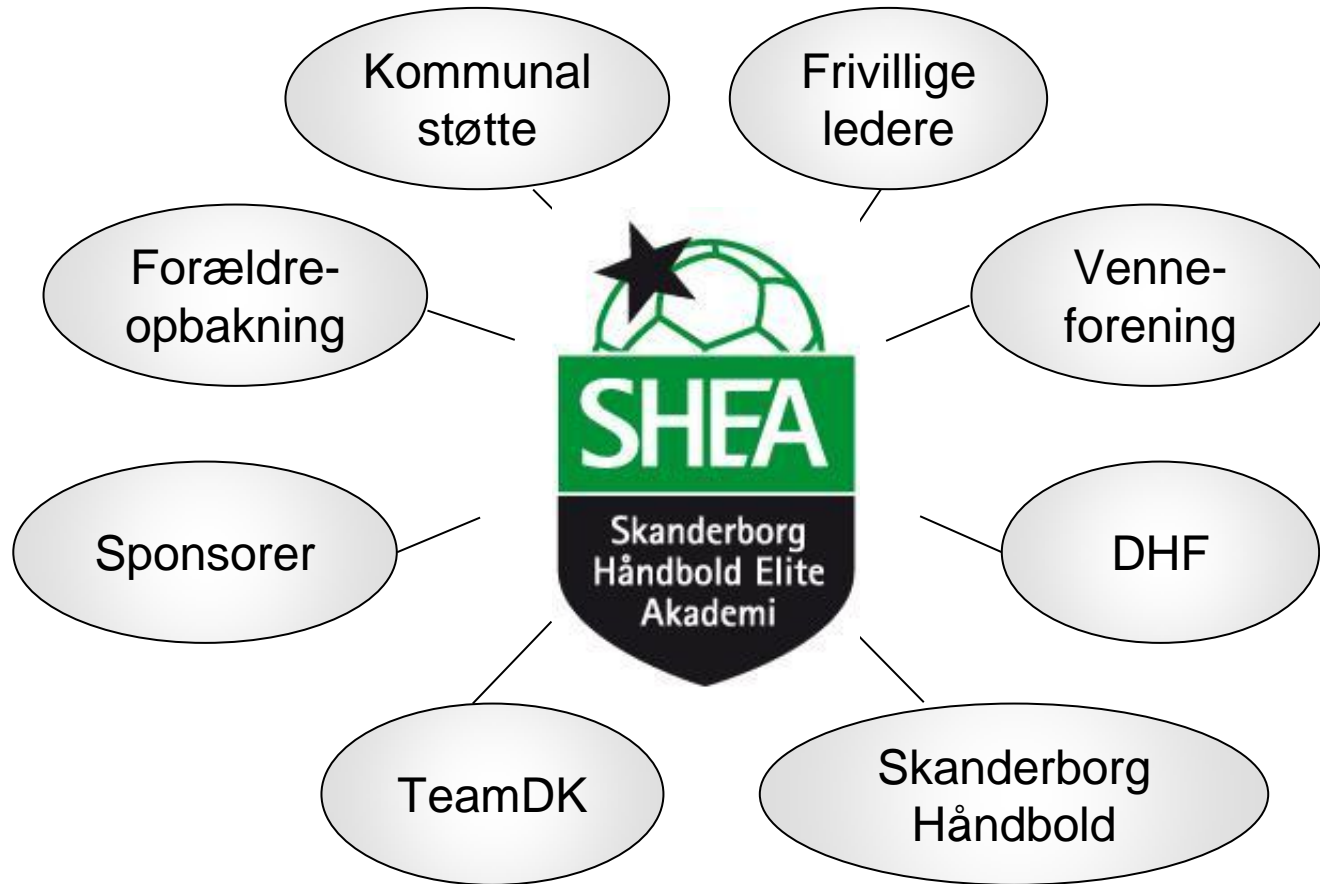 Kommunal
støtte
Frivillige
ledere
Forældre-
opbakning
Venne-
forening
SHEA
Skanderborg
Håndbold Elite
Akademi
Sponsorer
DHF
TeamDK
Skanderborg
Håndbold